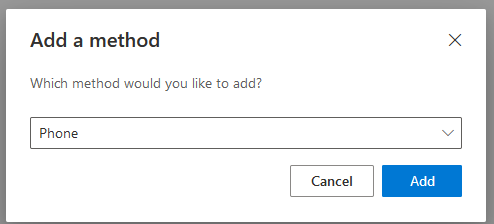 Add a method
Which method would you like to add?
Phone
Cancel
Add